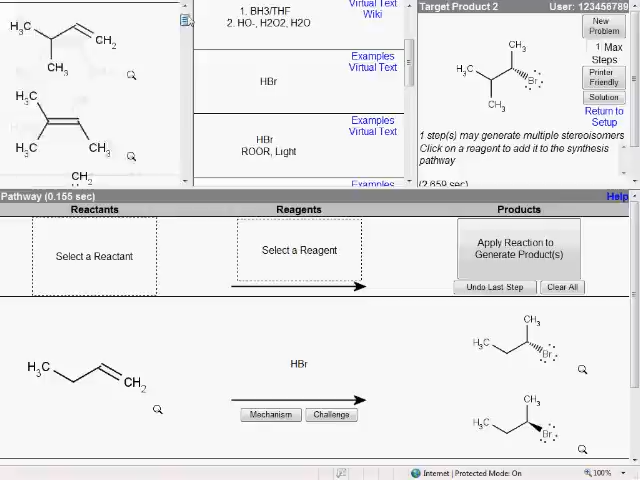 H₃C
CH₂
CH₃
H₃C
H₃C
CH₃
CH₂
1. BH3/THF
2. HO-, H2O2, H2O
Virtual Text
Wiki
HBr
Examples
Virtual Text
HBr
ROOR, Light
Examples
Virtual Text
Examples
Target Product 2
User: 123456789
CH₃
H₃C
Br
CH₃
New
Problem
1 Max
Steps
Printer
Friendly
Solution
Return to
Setup
1 step(s) may generate multiple stereoisomers
Click on a reagent to add it to the synthesis
pathway
(2.659 sec)
Pathway (0.155 sec)
Help
Reactants
Reagents
Products
Select a Reactant
Select a Reagent
Apply Reaction to
Generate Product(s)
Undo Last Step
Clear All
H₃C
CH₂
HBr
Mechanism
Challenge
CH₃
H₃C
Br
CH₃
H₃C
Br
Internet | Protected Mode: On
100%